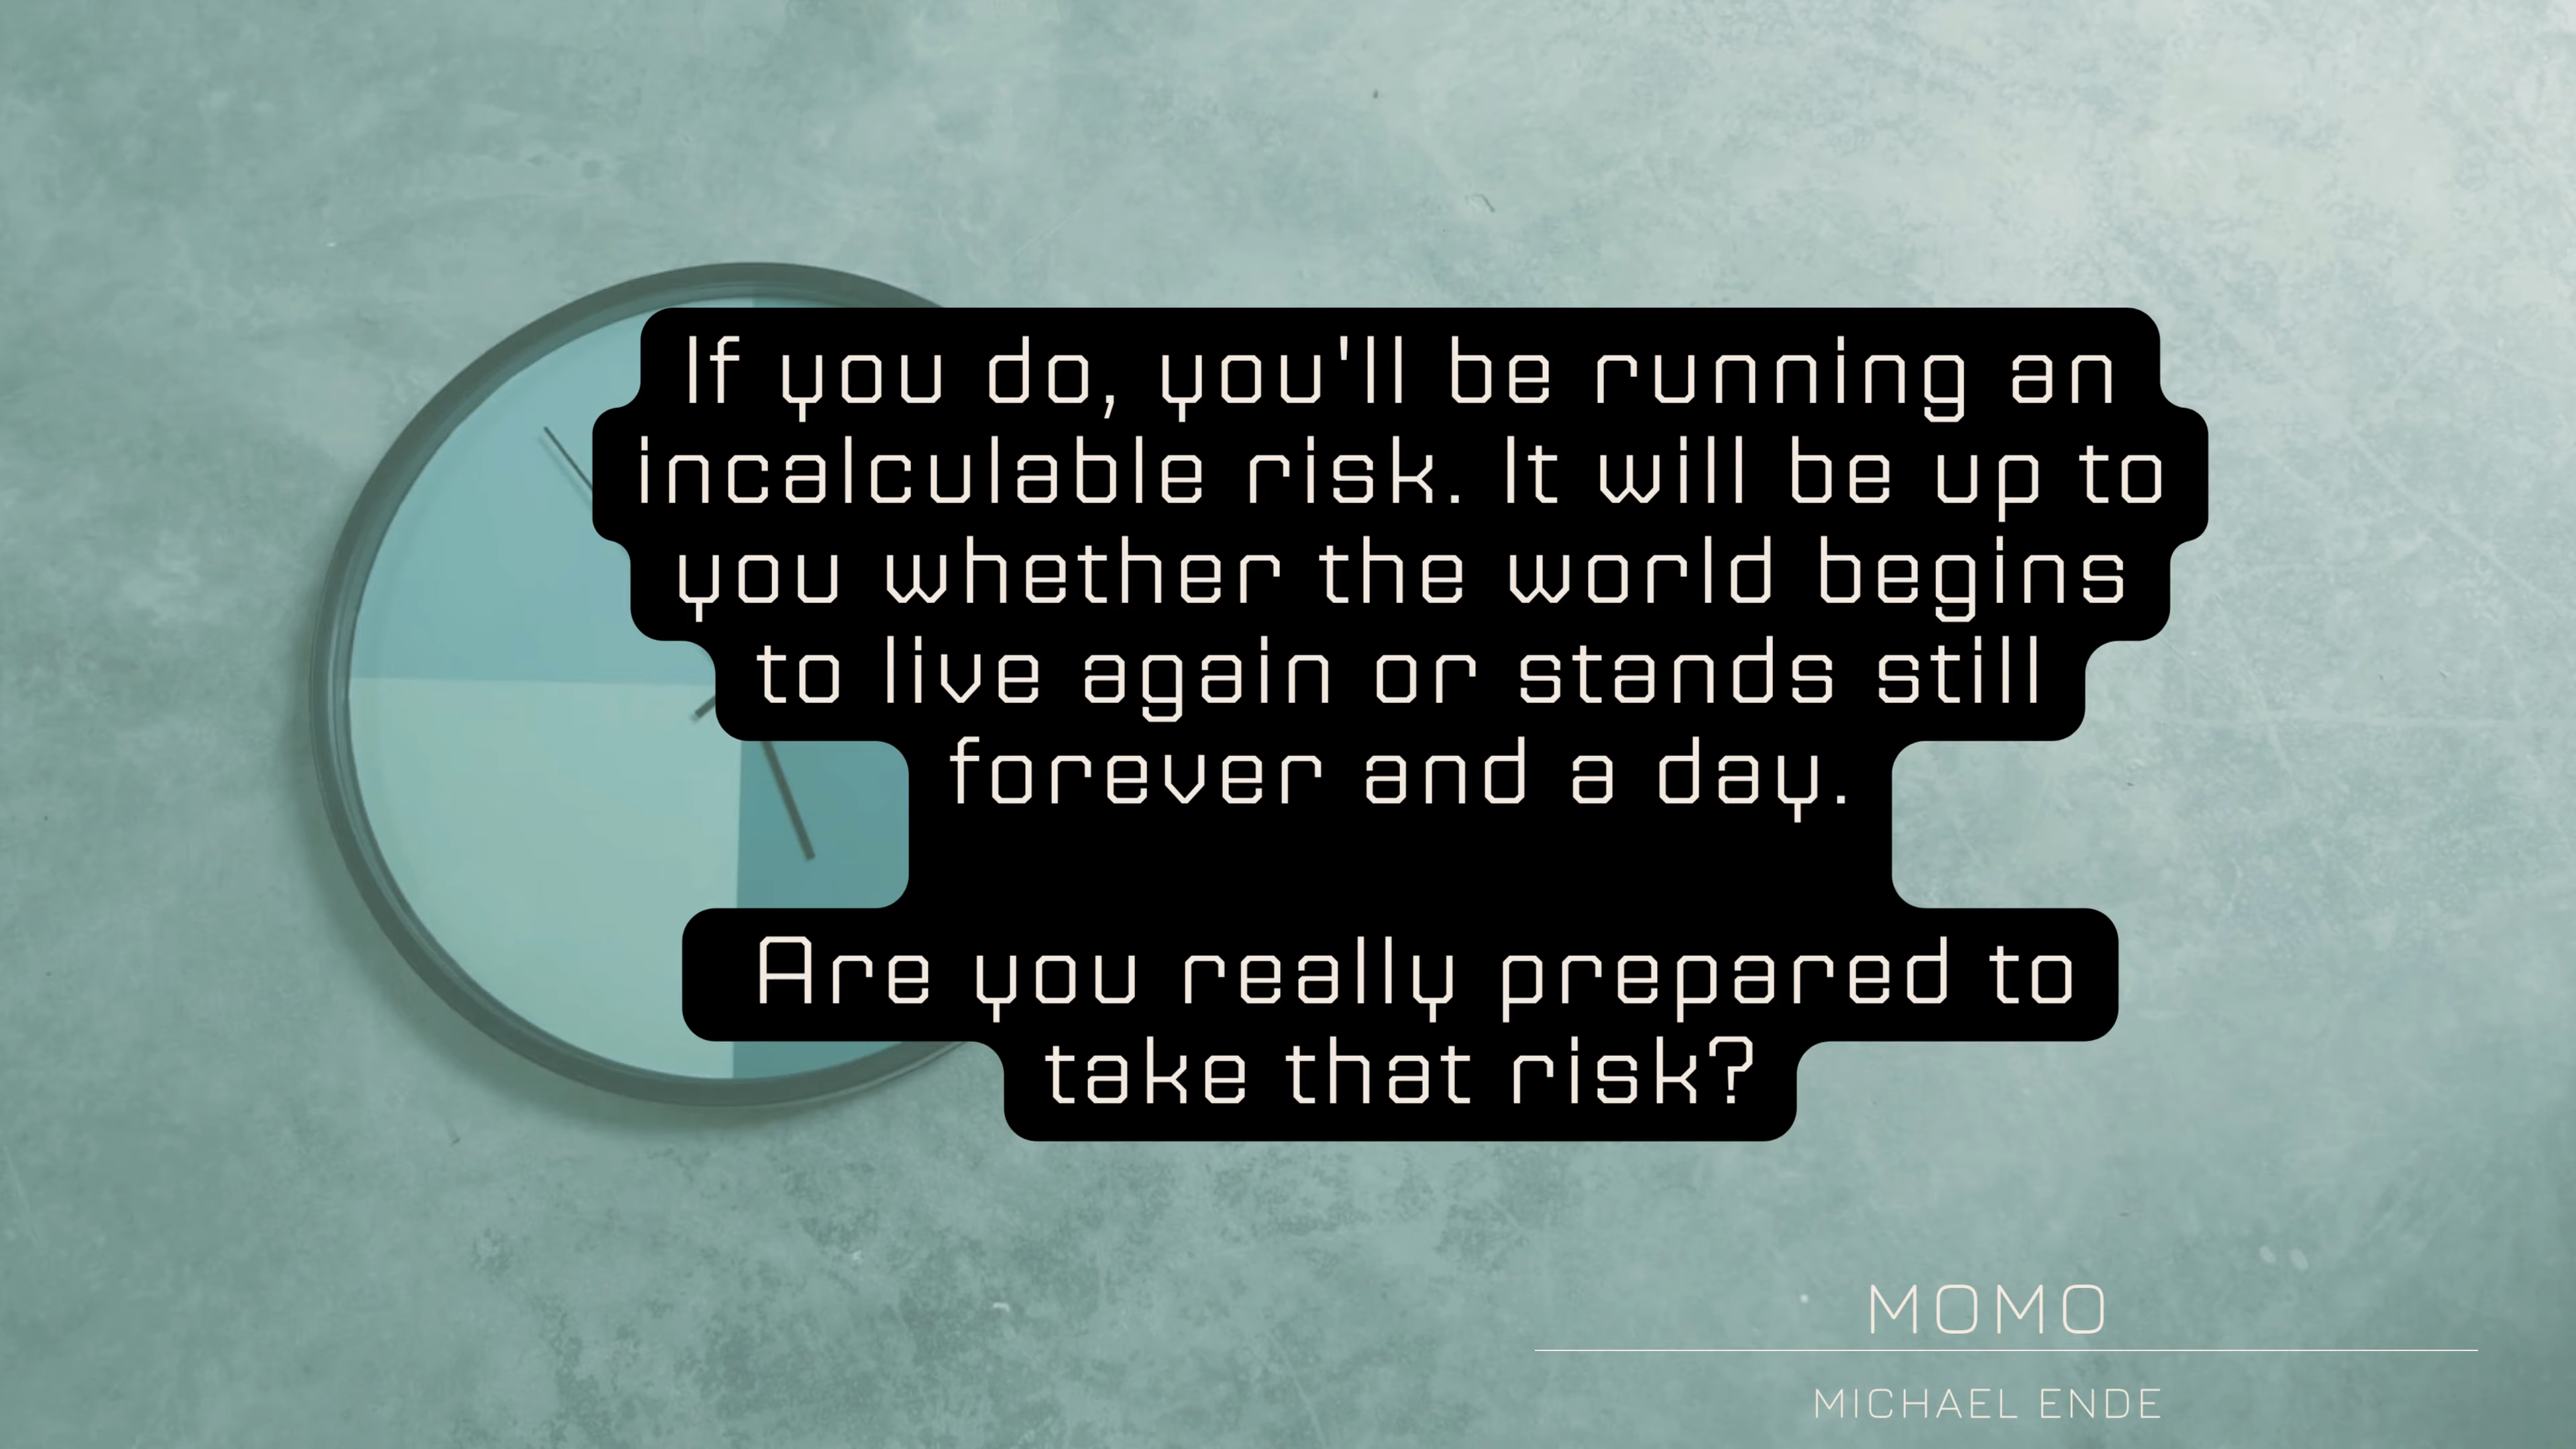 If you do, you'll be running an
incalculable risk. It will be up to
you whether the world begins
to live again or stands still
forever and a day.
Are you really prepared to
take that risk?
MOMO
MICHAEL ENDE